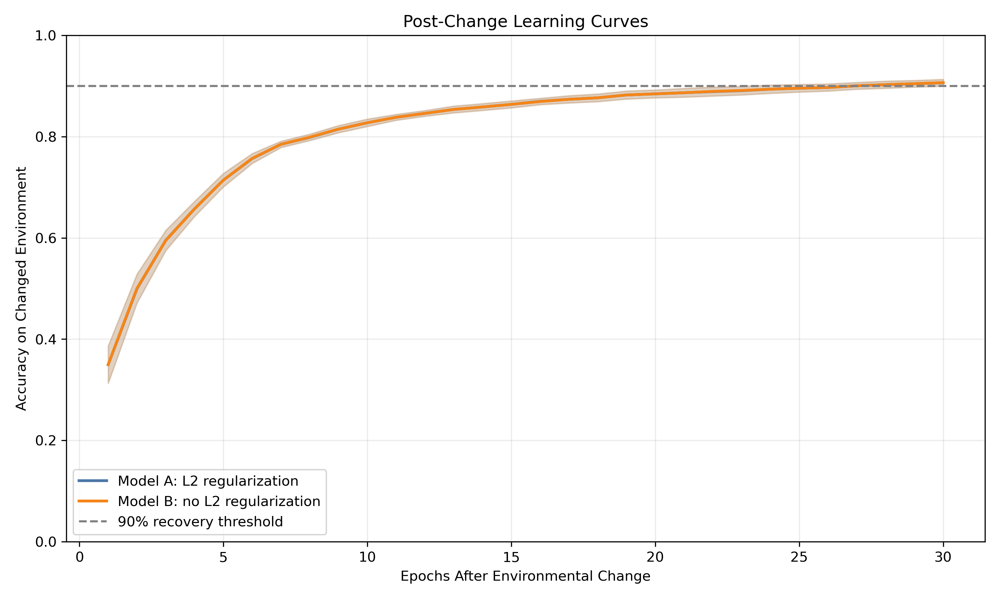 Post-Change Learning Curves
Accuracy on Changed Environment
1.0
0.8
0.6
0.4
0.2
0.0
Model A: L2 regularization
Model B: no L2 regularization
90% recovery threshold
0 5 10 15 20 25 30
Epochs After Environmental Change